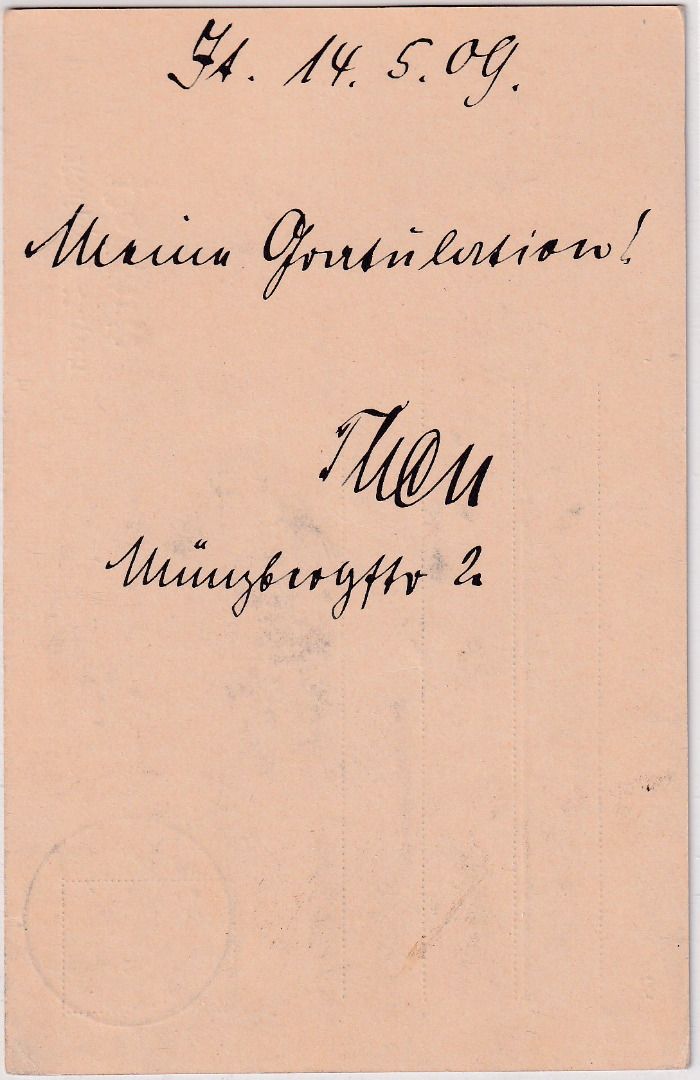 14. 5. 09.
Meine Gratulation!
Münzbergstr 2.